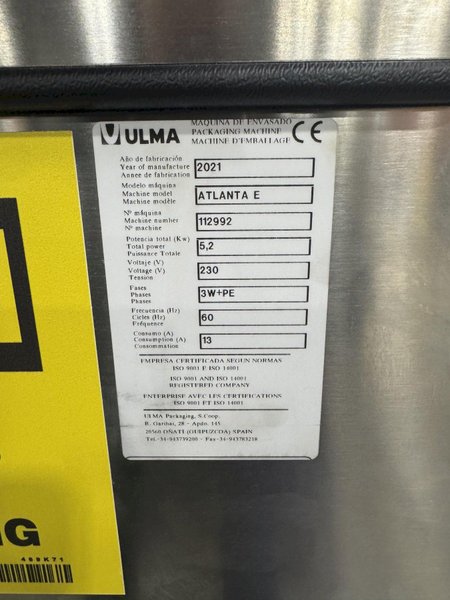 ULMA
MAQUINA DE ENVASADO
PACKAGING MACHINE
MACHINE D'EMBALLAGE
CE
Año de fabricación
Year of manufacture
Annee de fabrication
2021
Modelo máquina
Machine model
Machine modéle
ATLANTA E
Nº máquina
Machine number
Nº machine
112992
Potencia total (Kw)
Total power
Puissance Totale
5,2
Voltaje (V)
Voltage (V)
Tension
230
Fases
Phases
Phases
3W+PE
Frecuencia (Hz)
Cicles (Hz)
Fréquence
60
Consumo (A)
Consumption (A)
Consommation
13
EMPRESA CERTIFICADA SEGUN NORMAS
ISO 9001 E ISO 14001
ISO 9001 AND ISO 14001
REGISTERED COMPANY
ENTERPRISE AVEC LES CERTIFICATIONS
ISO 9001 ET ISO 14001
ULMA Packaging, S.Coop.
B. Garibai, 28 - Apdo. 145
20560 OÑATI (GUIPUZCOA) SPAIN
Tel.-34-943739200 - Fax-34-943783218
NG
469K71